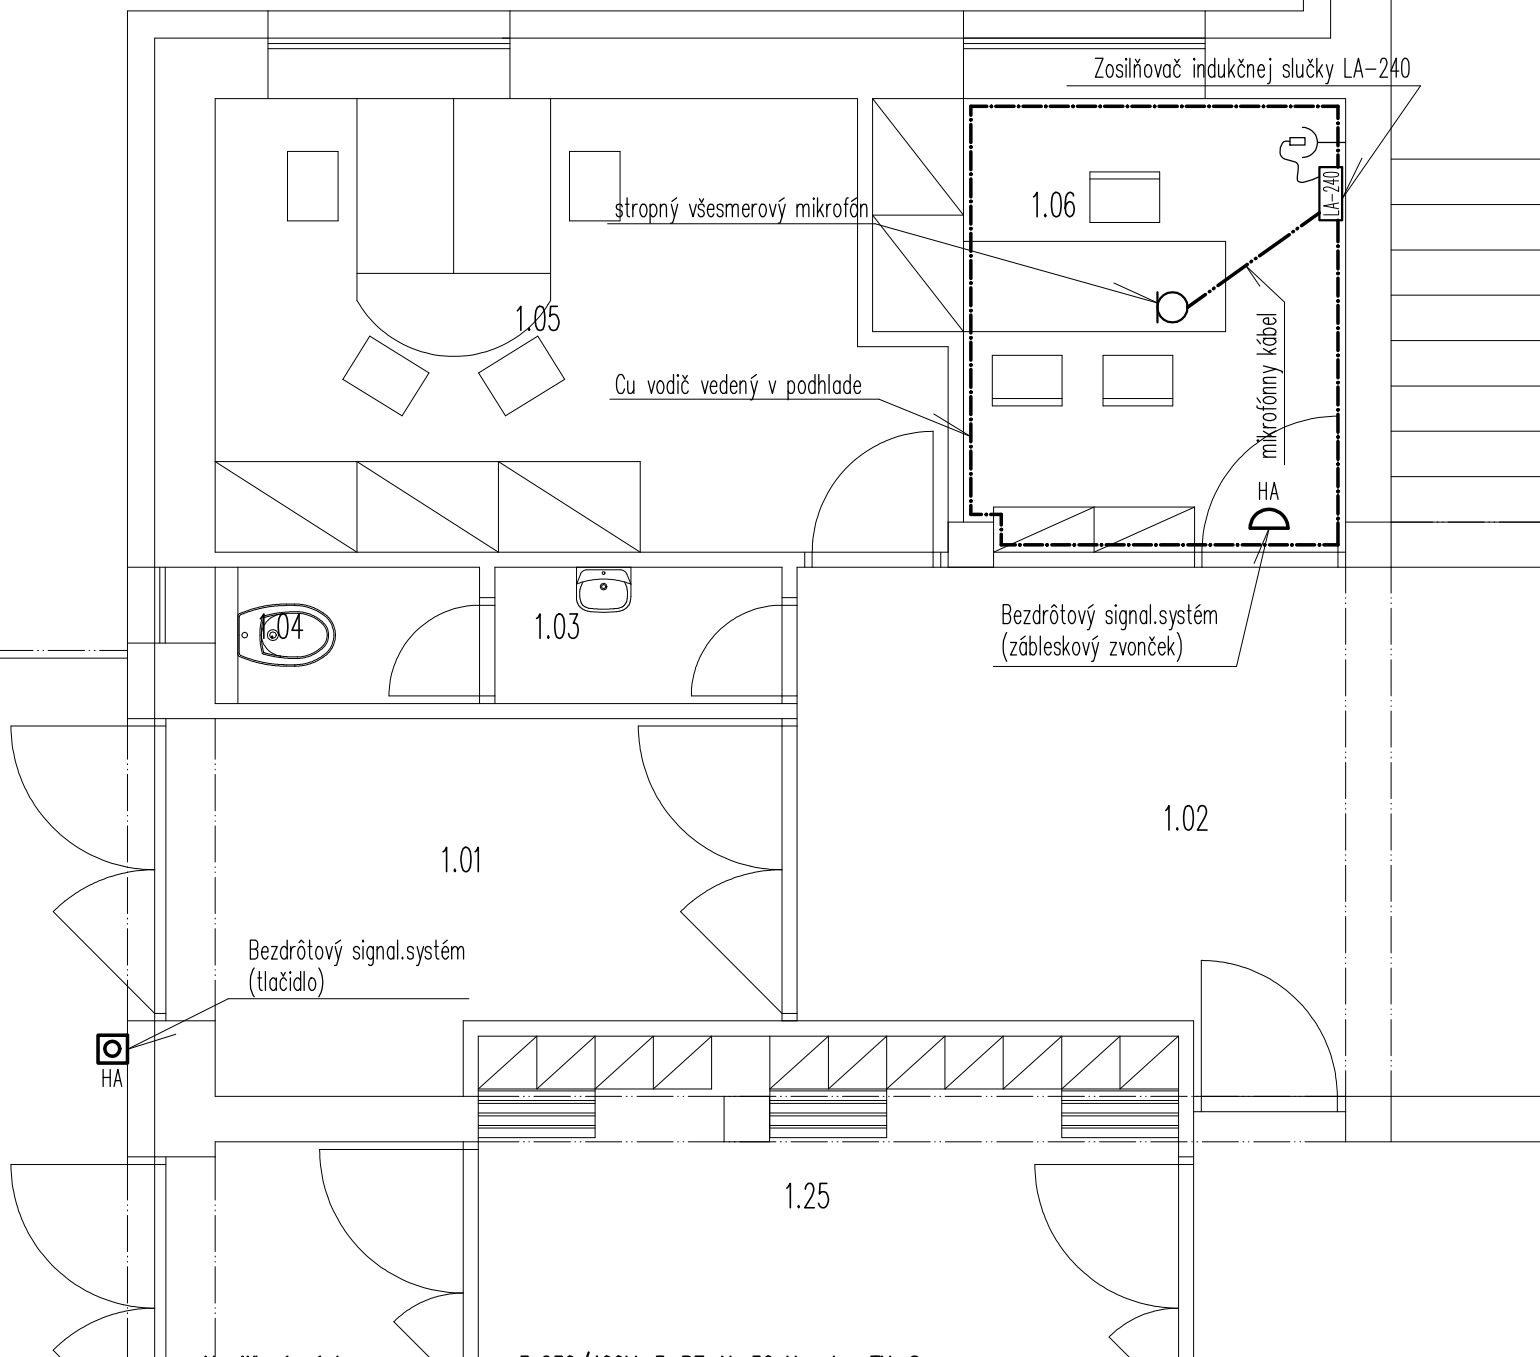 Zosilňovač indukčnej slučky LA-240
LA-240
1.06
stropný všesmerový mikrofón
1.05
mikrofónny kábel
Cu vodič vedený v podhlade
HA
Bezdrôtový signal.systém
(zábleskový zvonček)
1.04
1.03
1.02
1.01
Bezdrôtový signal.systém
(tlačidlo)
HA
1.25